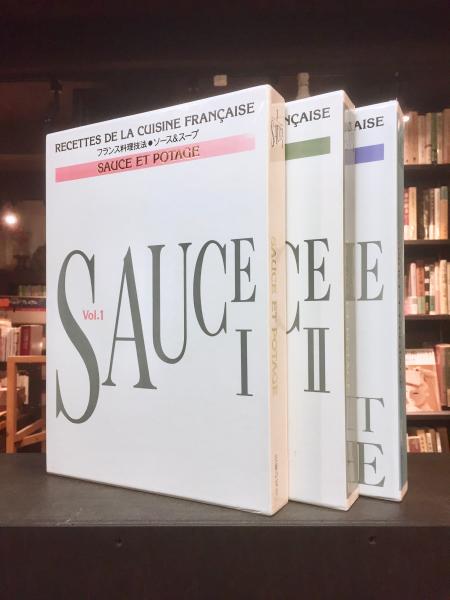 RECETTES DE LA CUISINE FRANÇAISE
フランス料理技法●ソース&スープ
SAUCE ET POTAGE
Vol.1
SAUCE
I
SAUCE ET POTAGE
ÇAISE
CE
II
AISE
E
T
E